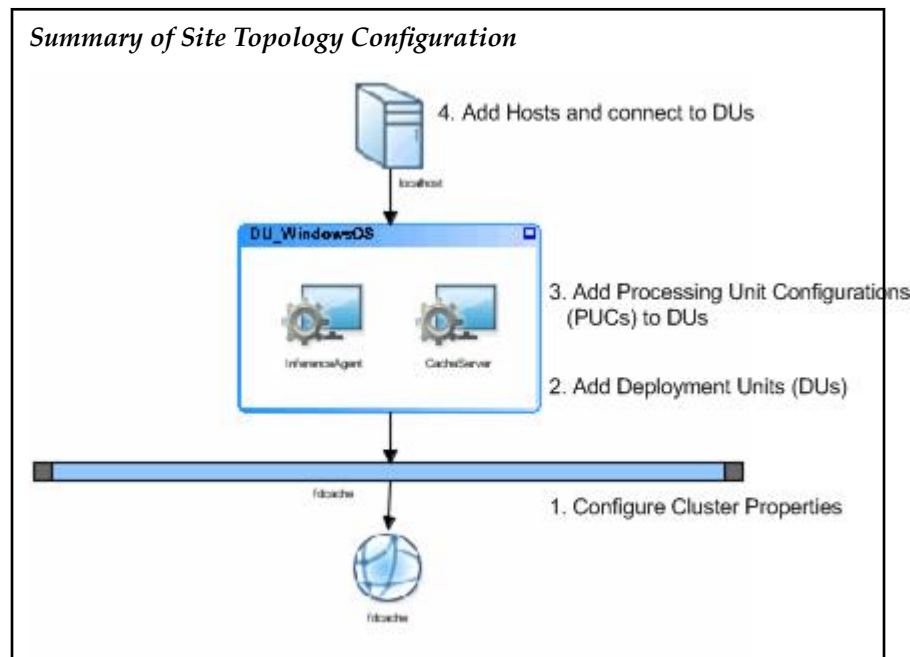 Summary of Site Topology Configuration
4. Add Hosts and connect to DUs
localhost
DU_WindowsOS
3. Add Processing Unit Configurations
(PUCs) to DUs
InferenceAgent
CacheServer
2. Add Deployment Units (DUs)
fdcache
1. Configure Cluster Properties
fdcache